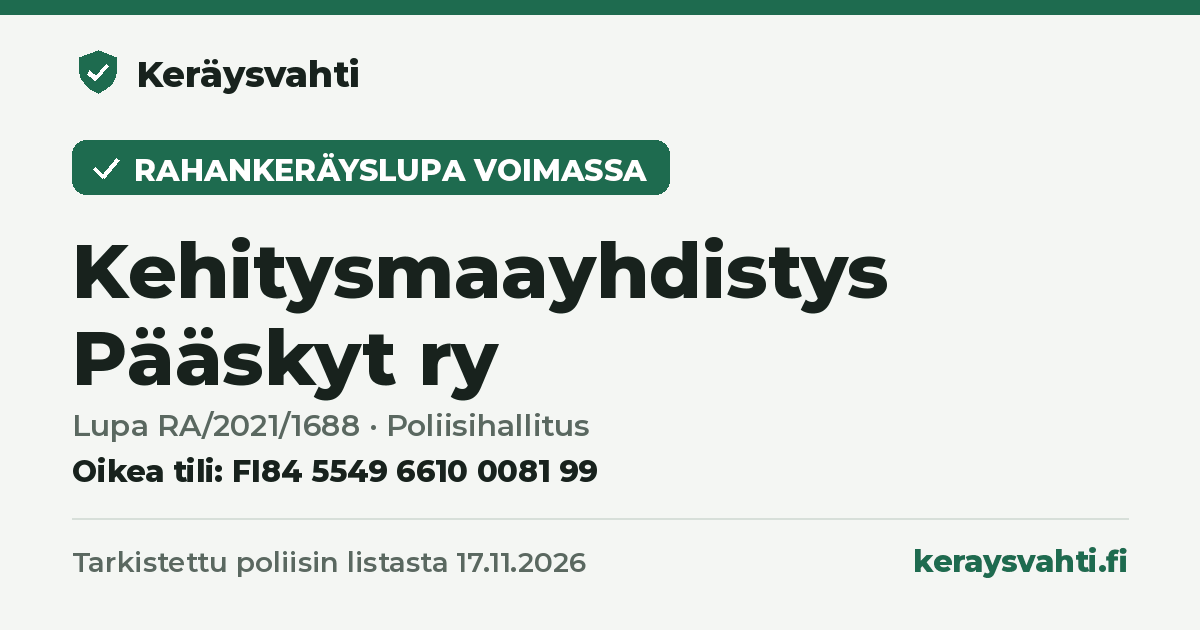 Keräysvahti
RAHANKERÄYSLUPA VOIMASSA
Kehitysmaayhdistys
Pääskyt ry
Lupa RA/2021/1688 · Poliisihallitus
Oikea tili: FI84 5549 6610 0081 99
Tarkistettu poliisin listasta 17.11.2026
keraysvahti.fi